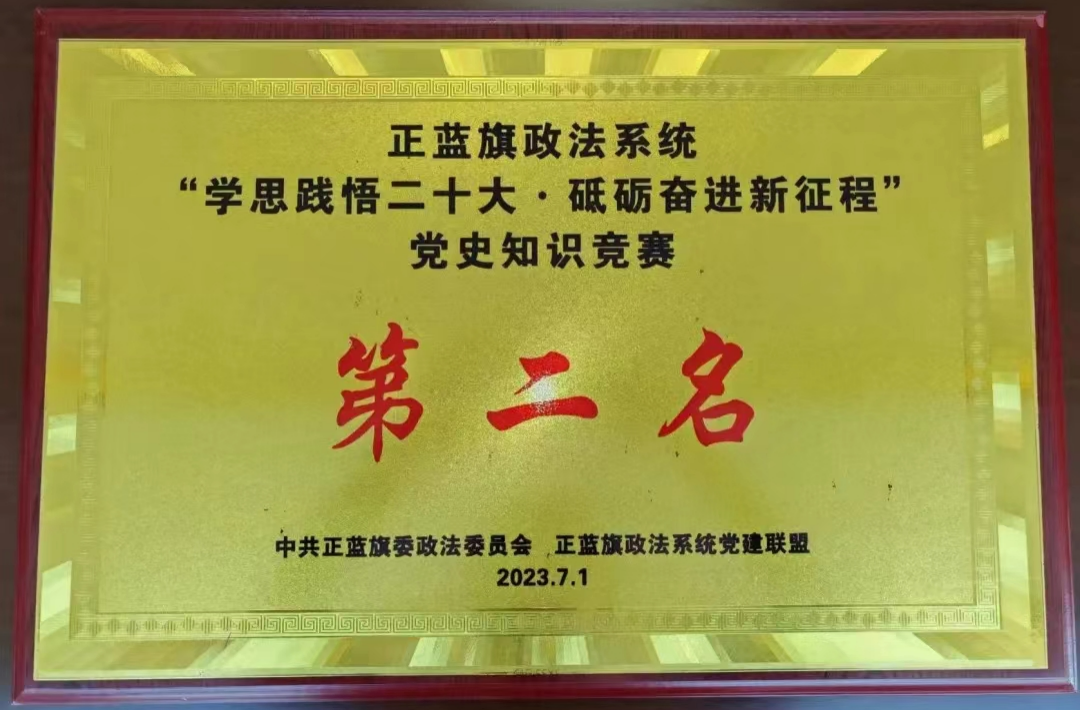 正蓝旗政法系统
“学思践悟二十大·砥砺奋进新征程”
党史知识竞赛
第二名
中共正蓝旗委政法委员会 正蓝旗政法系统党建联盟
2023.7.1